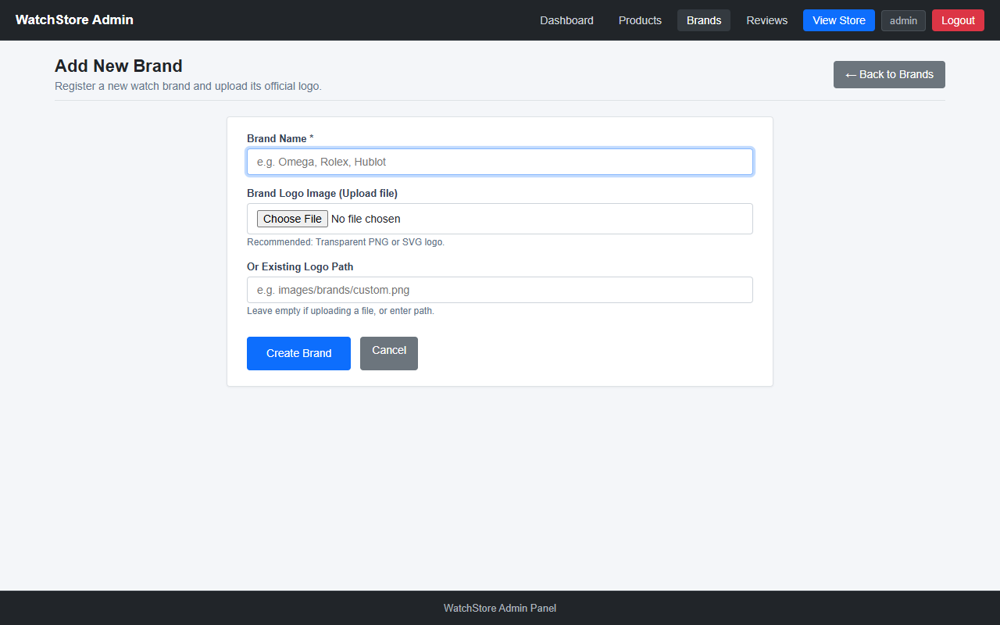 WatchStore Admin
Dashboard
Products
Brands
Reviews
View Store
admin
Logout
Add New Brand
Register a new watch brand and upload its official logo.
← Back to Brands
Brand Name *
e.g. Omega, Rolex, Hublot
Brand Logo Image (Upload file)
Choose File No file chosen
Recommended: Transparent PNG or SVG logo.
Or Existing Logo Path
e.g. images/brands/custom.png
Leave empty if uploading a file, or enter path.
Create Brand
Cancel
WatchStore Admin Panel